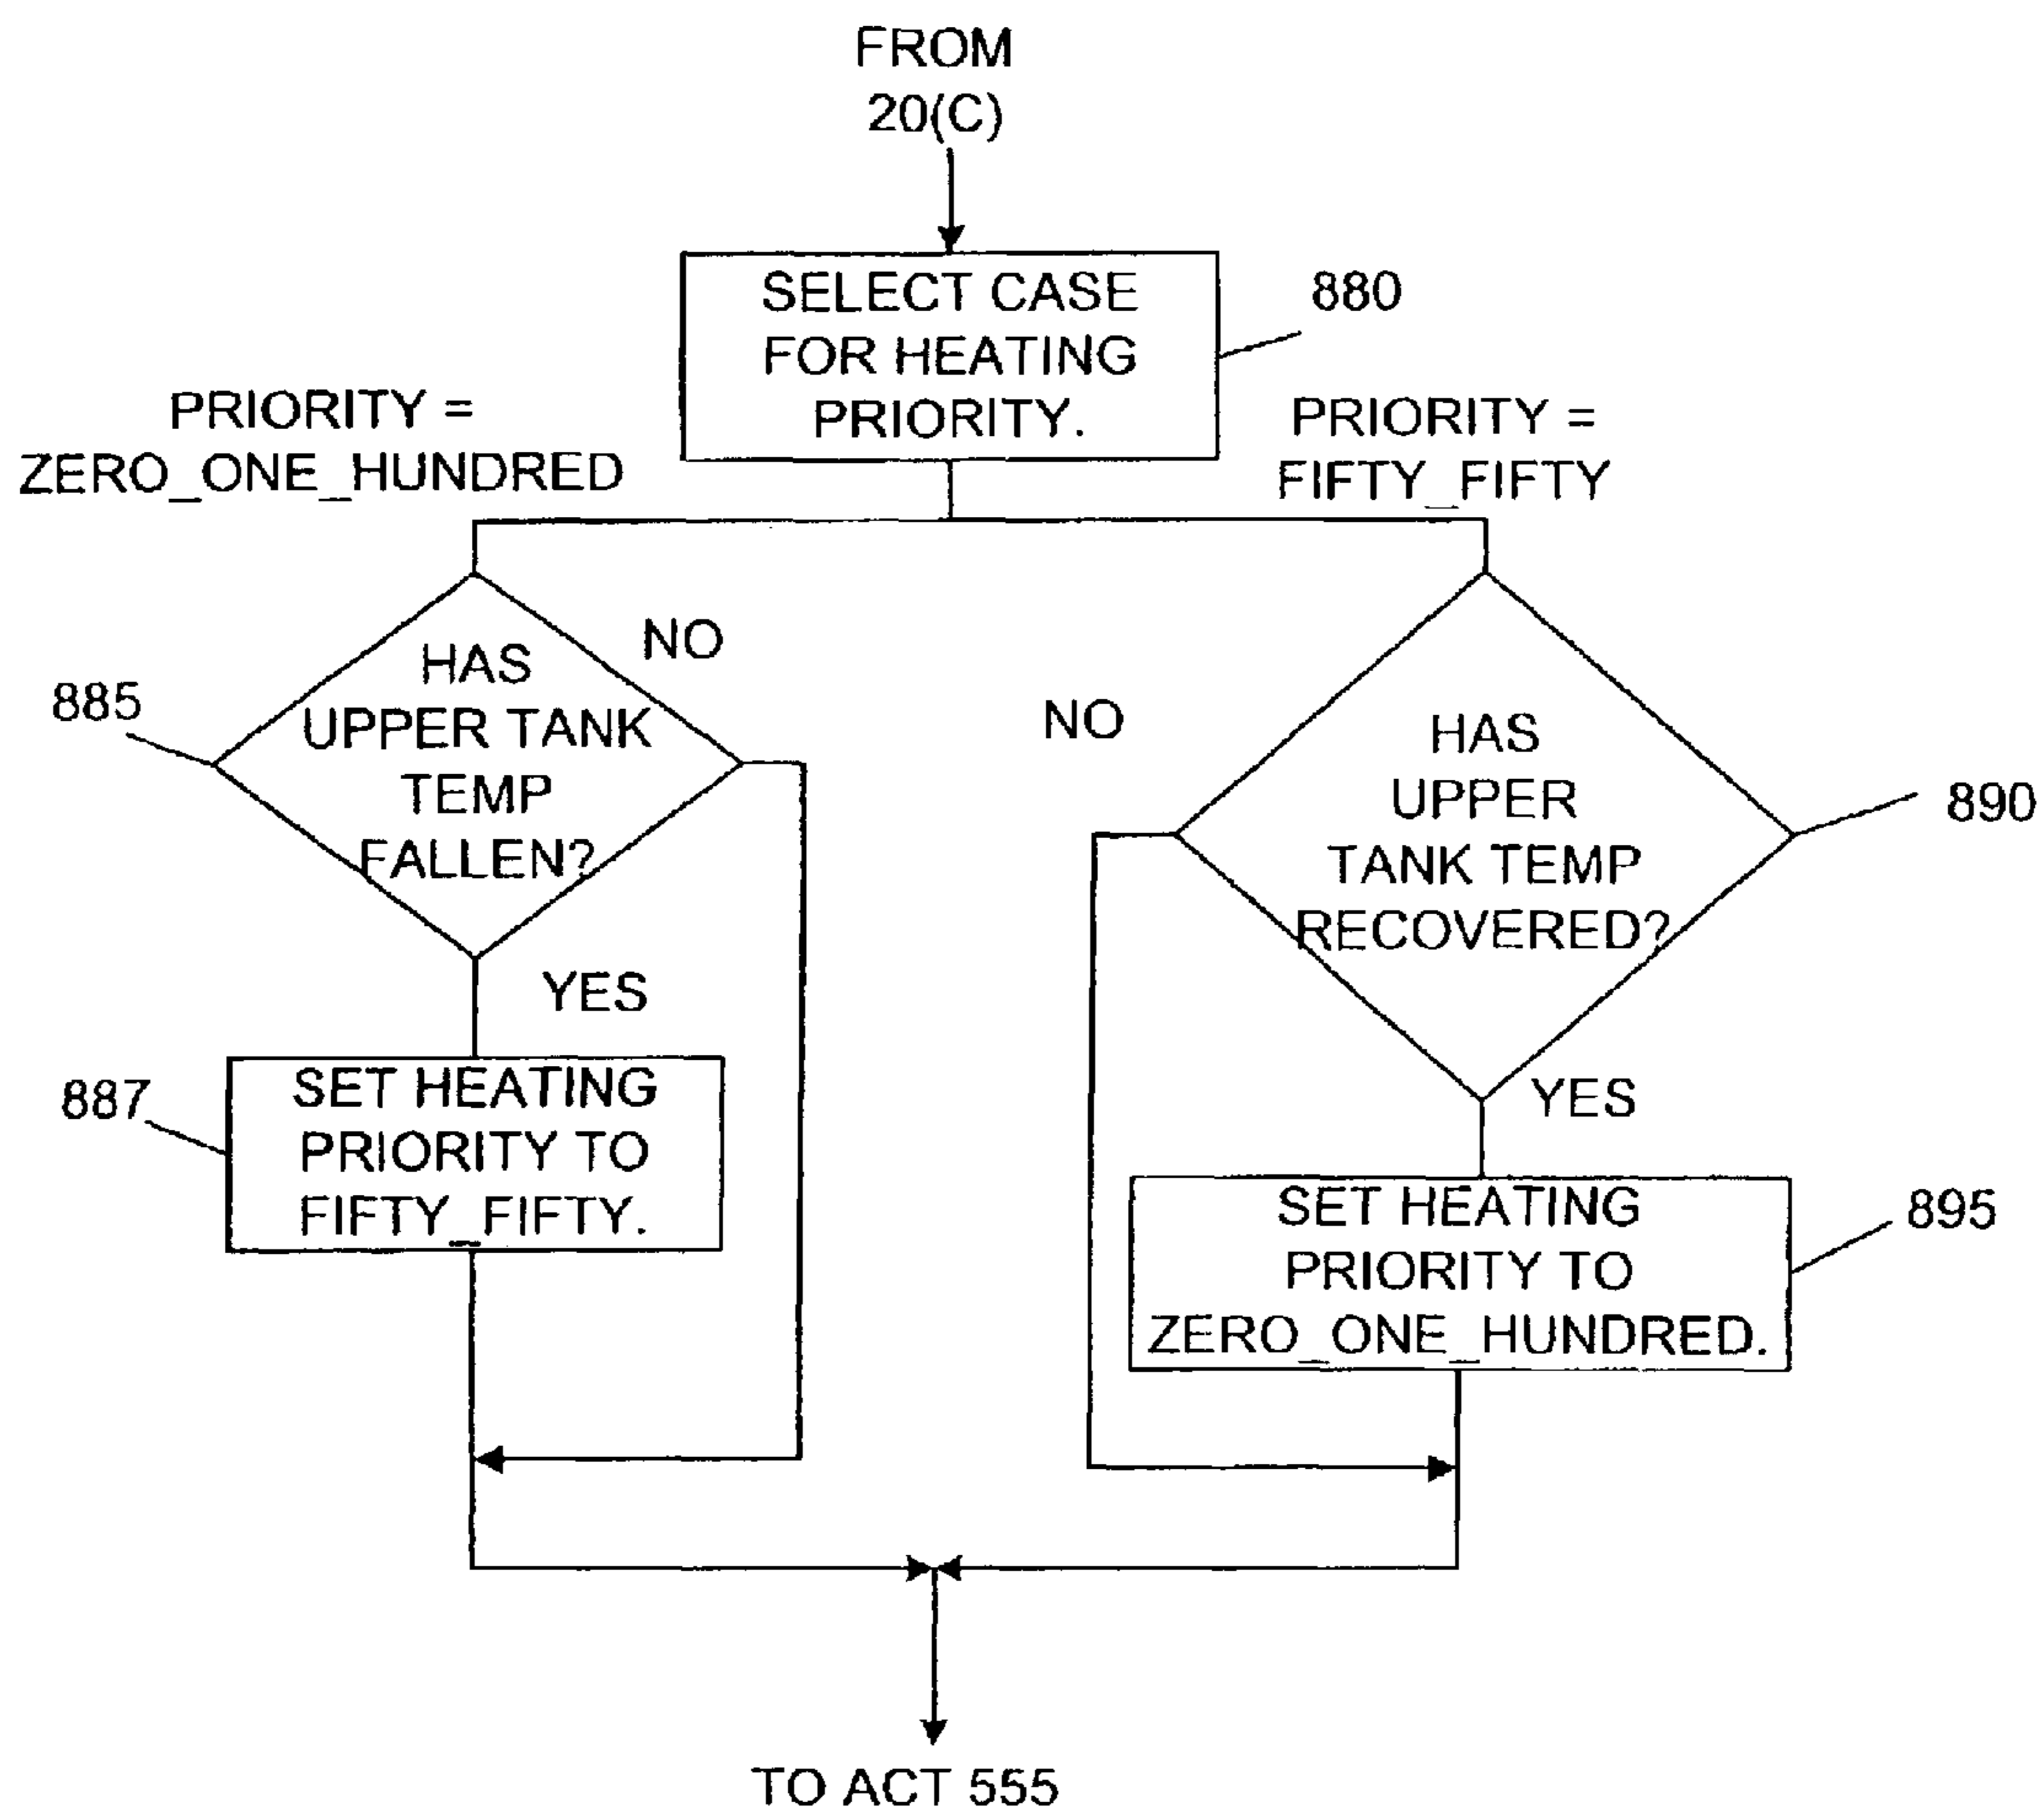 FROM
20(C)
SELECT CASE
FOR HEATING
PRIORITY.
880
PRIORITY =
ZERO_ONE_HUNDRED
PRIORITY =
FIFTY_FIFTY
HAS
UPPER TANK
TEMP
FALLEN?
NO
885
YES
NO
HAS
UPPER
TANK TEMP
RECOVERED?
890
YES
SET HEATING
PRIORITY TO
FIFTY_FIFTY.
887
SET HEATING
PRIORITY TO
ZERO_ONE_HUNDRED.
895
TO ACT 555